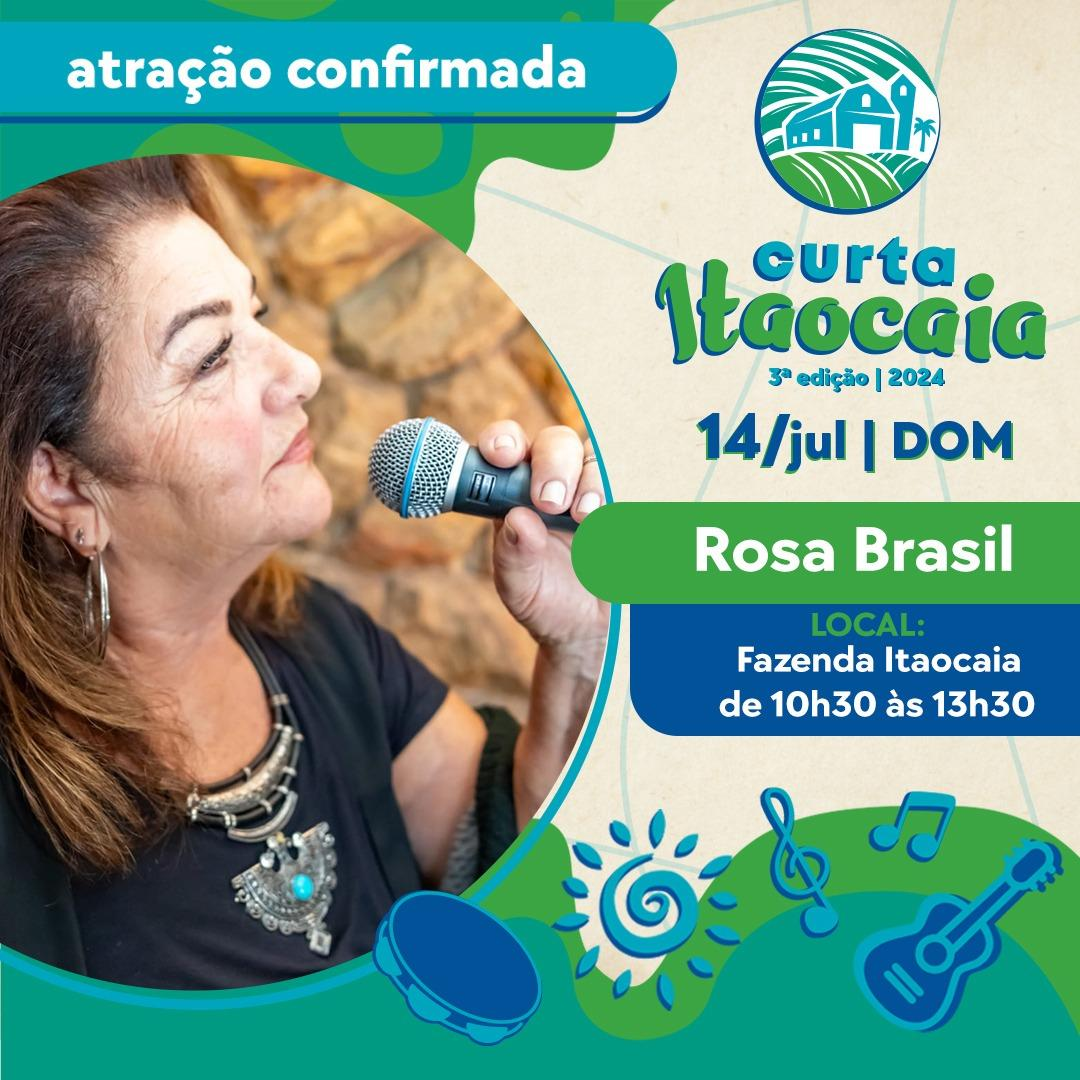 atração confirmada
curta
Itaocaia
3ª edição | 2024
14/jul | DOM
Rosa Brasil
LOCAL:
Fazenda Itaocaia
de 10h30 às 13h30